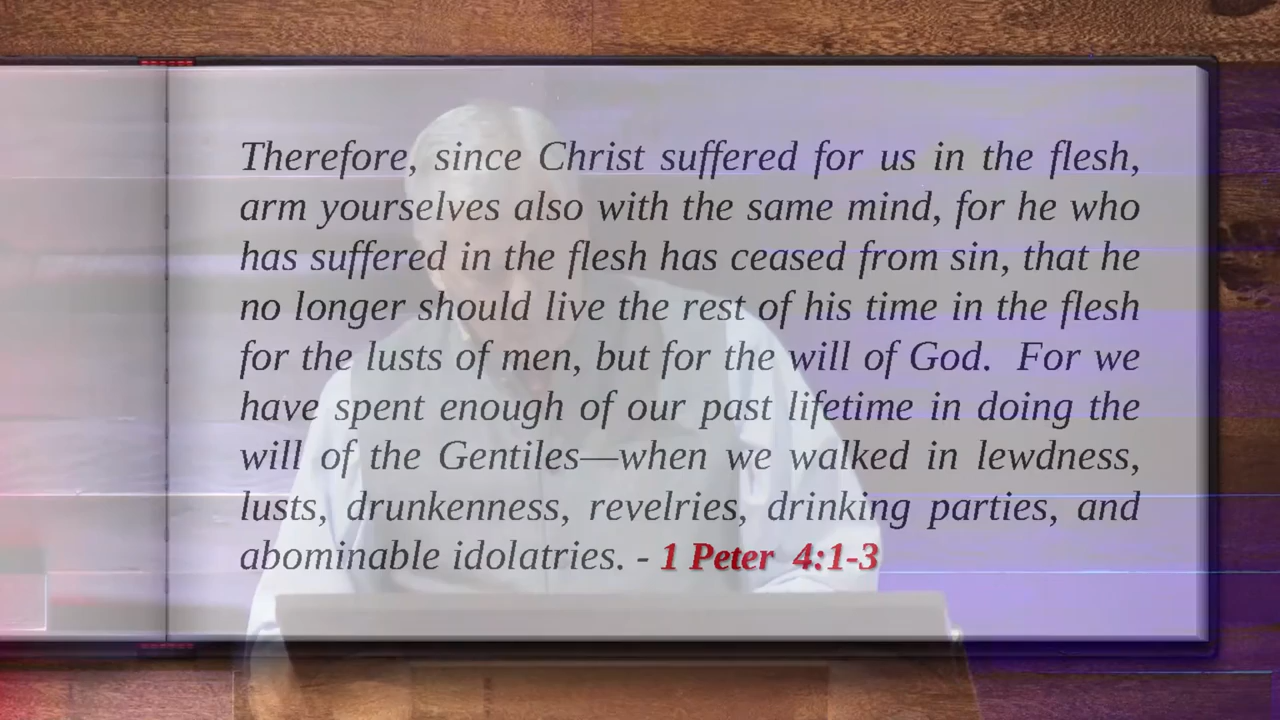 Therefore, since Christ suffered for us in the flesh,
arm yourselves also with the same mind, for he who
has suffered in the flesh has ceased from sin, that he
no longer should live the rest of his time in the flesh
for the lusts of men, but for the will of God.  For we
have spent enough of our past lifetime in doing the
will of the Gentiles—when we walked in lewdness,
lusts, drunkenness, revelries, drinking parties, and
abominable idolatries. - 1 Peter  4:1-3